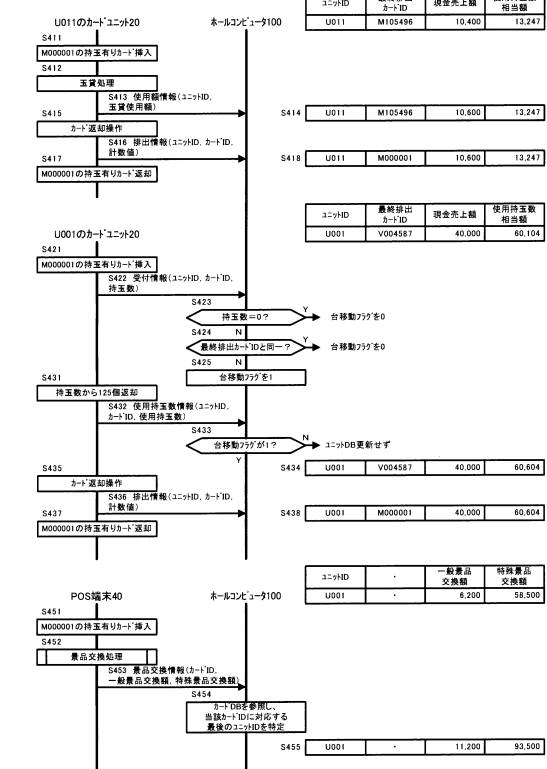 ユニットID 最終排出カードID 現金売上額 相当額
U011 M105496 10,400 13,247
U011のカードユニット20 ホールコンピュータ100
S411
M000001の持玉有りカード挿入
S412
玉貸処理
S413 使用額情報(ユニットID、
玉貸使用額)
S414 U011 M105496 10,600 13,247
S415
カード返却操作
S416 排出情報(ユニットID、カードID、
計数値)
S417
M000001の持玉有りカード返却
S418 U011 M000001 10,600 13,247
ユニットID 最終排出カードID 現金売上額 使用持玉数相当額
U001 V004587 40,000 60,104
U001のカードユニット20 ホールコンピュータ100
S421
M000001の持玉有りカード挿入
S422 受付情報(ユニットID、カードID、
持玉数)
S423
持玉数=0? Y 台移動フラグを0
S424 N
最終排出カードIDと同一? Y 台移動フラグを0
S425 N
台移動フラグを1
S431
持玉数から125個返却
S432 使用持玉数情報(ユニットID、
カードID、使用持玉数)
S433
台移動フラグが1? N ユニットDB更新せず
Y
S434 U001 V004587 40,000 60,604
S435
カード返却操作
S436 排出情報(ユニットID、カードID、
計数値)
S437
M000001の持玉有りカード返却
S438 U001 M000001 40,000 60,604
ユニットID ・ 一般景品交換額 特殊景品交換額
U001 ・ 6,200 58,500
POS端末40 ホールコンピュータ100
S451
M000001の持玉有りカード挿入
S452
景品交換処理
S453 景品交換情報(カードID、
一般景品交換額、特殊景品交換額)
S454
カードDBを参照し、
当該カードIDに対応する
最後のユニットIDを特定
S455 U001 ・ 11,200 93,500